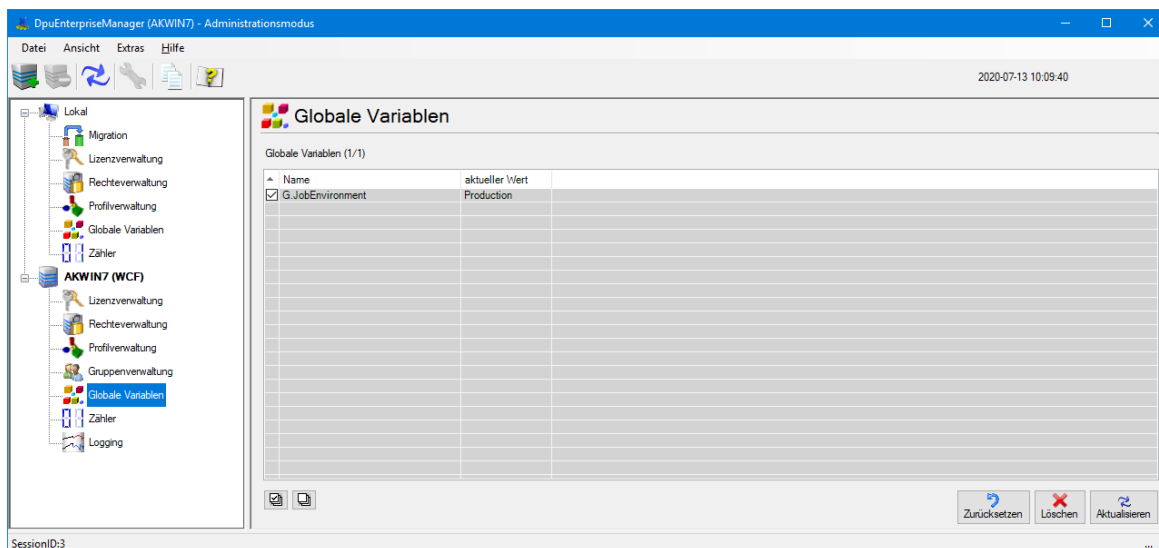 DpuEnterpriseManager (AKWIN7) - Administrationsmodus
Datei Ansicht Extras Hilfe
2020-07-13 10:09:40
Lokal
Migration
Lizenzverwaltung
Rechteverwaltung
Profilverwaltung
Globale Variablen
Zähler
AKWIN7 (WCF)
Lizenzverwaltung
Rechteverwaltung
Profilverwaltung
Gruppenverwaltung
Globale Variablen
Zähler
Logging
Globale Variablen
Globale Variablen (1/1)
Name aktueller Wert
G.JobEnvironment Production
Zurücksetzen Löschen Aktualisieren
SessionID:3 ...